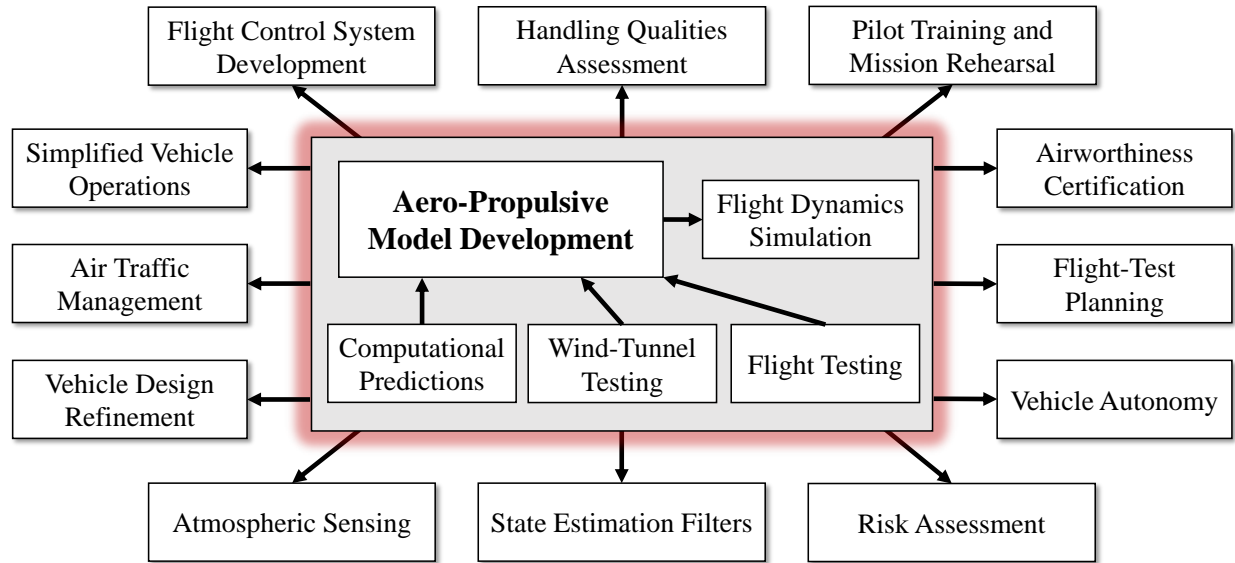 Flight Control System
Development
Handling Qualities
Assessment
Pilot Training and
Mission Rehearsal
Simplified Vehicle
Operations
Air Traffic
Management
Vehicle Design
Refinement
Aero-Propulsive
Model Development
Flight Dynamics
Simulation
Computational
Predictions
Wind-Tunnel
Testing
Flight Testing
Airworthiness
Certification
Flight-Test
Planning
Vehicle Autonomy
Atmospheric Sensing
State Estimation Filters
Risk Assessment